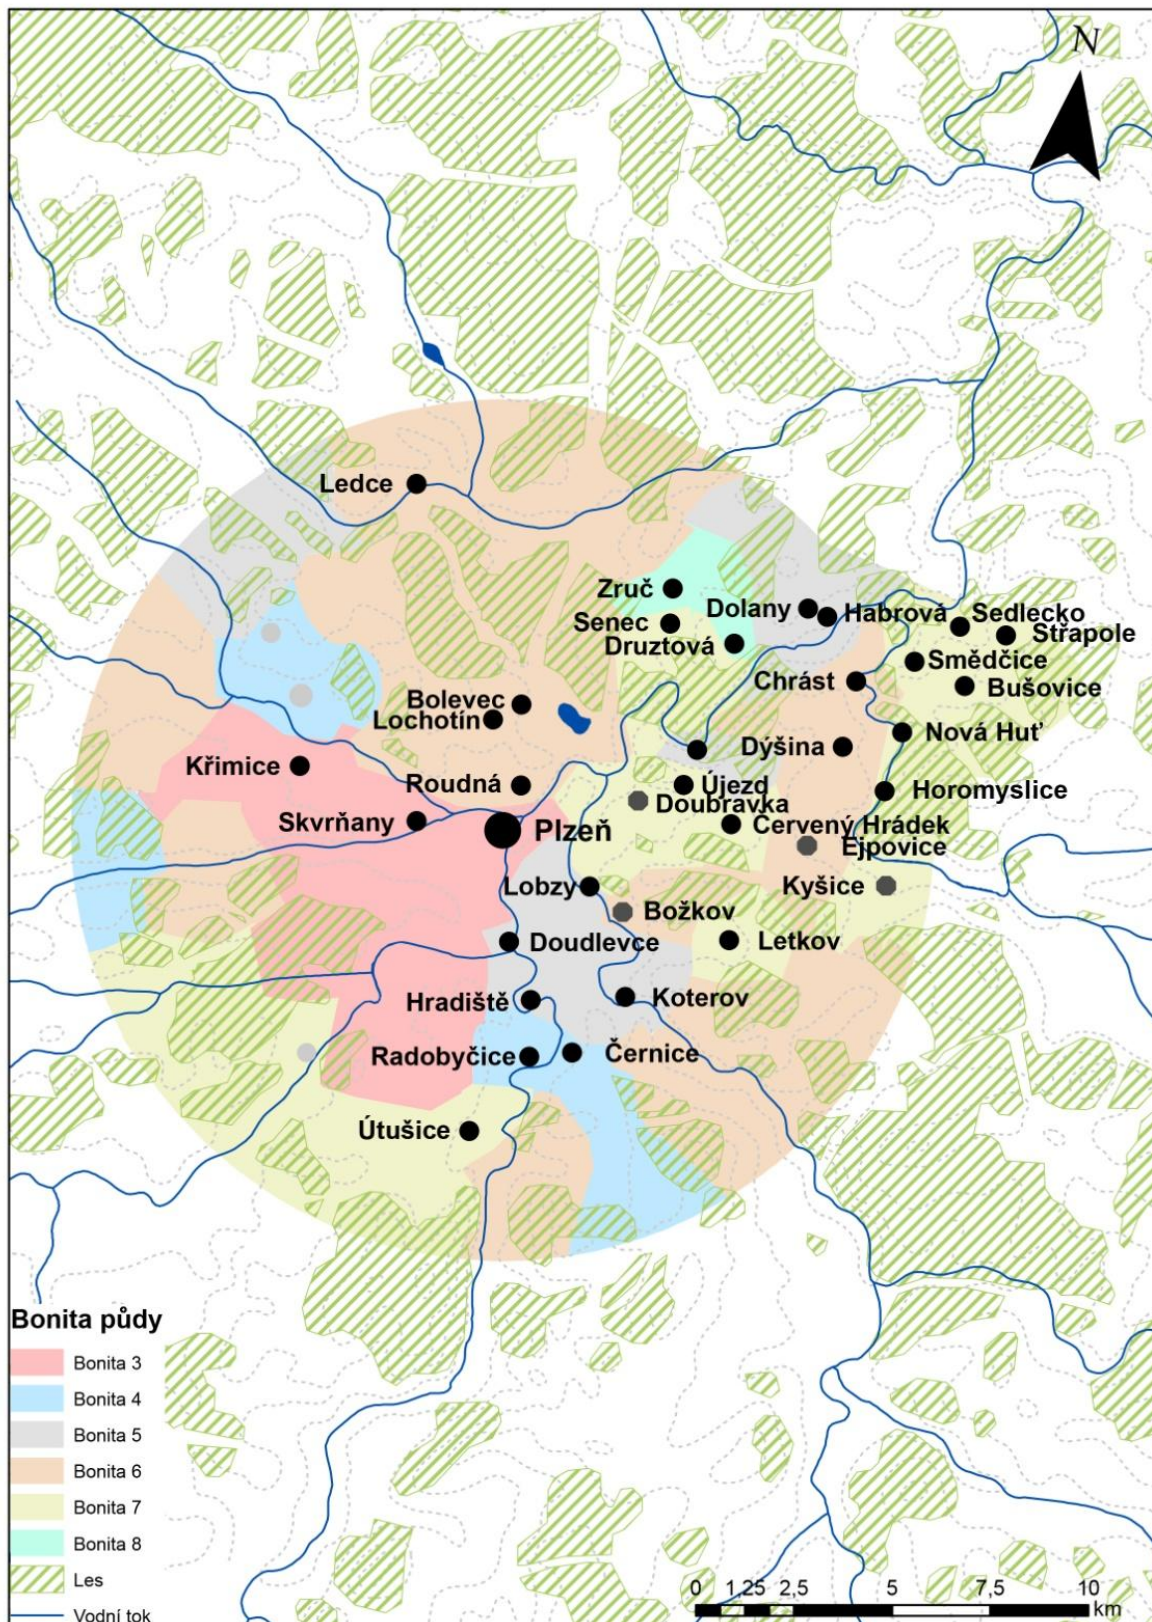 N
Ledce
Zruč
Senec
Dolany
Habrová
Sedlecko
Střapole
Druztová
Smědčice
Chrást
Bušovice
Bolevec
Lochotín
Nová Huť
Dýšina
Křimice
Roudná
Újezd
Horomyslice
Doubravka
Skvrňany
Plzeň
Červený Hrádek
Ejpovice
Lobzy
Kyšice
Božkov
Doudlevce
Letkov
Hradiště
Koterov
Radobyčice
Černice
Útušice
Bonita půdy
Bonita 3
Bonita 4
Bonita 5
Bonita 6
Bonita 7
Bonita 8
Les
Vodní tok
0 1,25 2,5 5 7,5 10
km